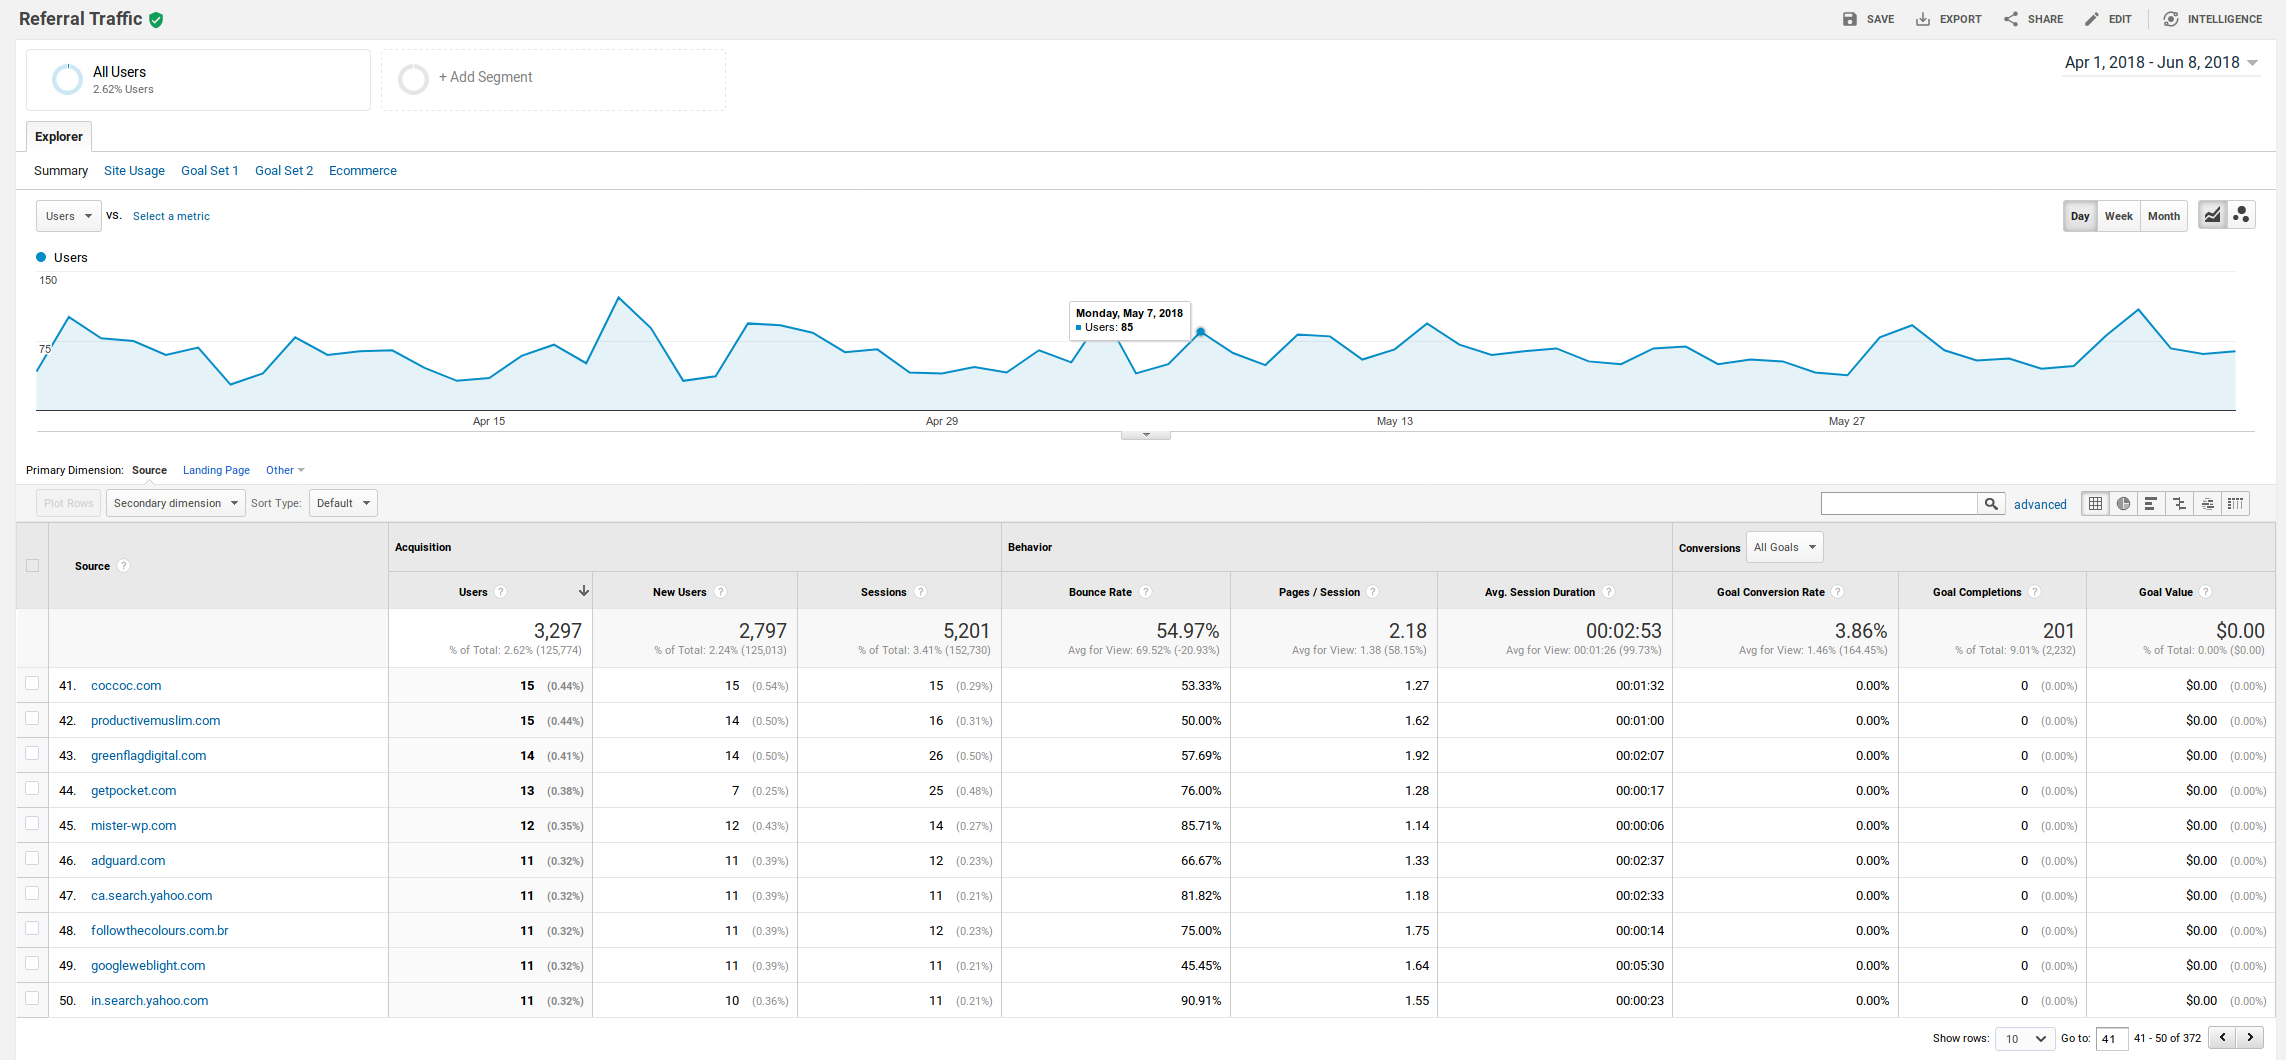 Referral Traffic
SAVE EXPORT SHARE EDIT INTELLIGENCE
All Users
2.62% Users
+ Add Segment
Apr 1, 2018 - Jun 8, 2018
Explorer
Summary Site Usage Goal Set 1 Goal Set 2 Ecommerce
Users VS. Select a metric
Day Week Month
Users
150
75
Monday, May 7, 2018
Users: 85
Apr 15 Apr 29 May 13 May 27
Primary Dimension: Source Landing Page Other
Plot Rows Secondary dimension Sort Type: Default
advanced
Source ?
Acquisition Behavior Conversions All Goals
Users ? New Users ? Sessions ? Bounce Rate ? Pages / Session ? Avg. Session Duration ? Goal Conversion Rate ? Goal Completions ? Goal Value ?
3,297 2,797 5,201 54.97% 2.18 00:02:53 3.86% 201 $0.00
% of Total: 2.62% (125,774) % of Total: 2.24% (125,013) % of Total: 3.41% (152,730) Avg for View: 69.52% (-20.93%) Avg for View: 1.38 (58.15%) Avg for View: 00:01:26 (99.73%) Avg for View: 1.46% (164.45%) % of Total: 9.01% (2,232) % of Total: 0.00% ($0.00)
41. coccoc.com 15 (0.44%) 15 (0.54%) 15 (0.29%) 53.33% 1.27 00:01:32 0.00% 0 (0.00%) $0.00 (0.00%)
42. productivemuslim.com 15 (0.44%) 14 (0.50%) 16 (0.31%) 50.00% 1.62 00:01:00 0.00% 0 (0.00%) $0.00 (0.00%)
43. greenflagdigital.com 14 (0.41%) 14 (0.50%) 26 (0.50%) 57.69% 1.92 00:02:07 0.00% 0 (0.00%) $0.00 (0.00%)
44. getpocket.com 13 (0.38%) 7 (0.25%) 25 (0.48%) 76.00% 1.28 00:00:17 0.00% 0 (0.00%) $0.00 (0.00%)
45. mister-wp.com 12 (0.35%) 12 (0.43%) 14 (0.27%) 85.71% 1.14 00:00:06 0.00% 0 (0.00%) $0.00 (0.00%)
46. adguard.com 11 (0.32%) 11 (0.39%) 12 (0.23%) 66.67% 1.33 00:02:37 0.00% 0 (0.00%) $0.00 (0.00%)
47. ca.search.yahoo.com 11 (0.32%) 11 (0.39%) 11 (0.21%) 81.82% 1.18 00:02:33 0.00% 0 (0.00%) $0.00 (0.00%)
48. followthecolours.com.br 11 (0.32%) 11 (0.39%) 12 (0.23%) 75.00% 1.75 00:00:14 0.00% 0 (0.00%) $0.00 (0.00%)
49. googleweblight.com 11 (0.32%) 11 (0.39%) 11 (0.21%) 45.45% 1.64 00:05:30 0.00% 0 (0.00%) $0.00 (0.00%)
50. in.search.yahoo.com 11 (0.32%) 10 (0.36%) 11 (0.21%) 90.91% 1.55 00:00:23 0.00% 0 (0.00%) $0.00 (0.00%)
Show rows: 10 Go to: 41 41 - 50 of 372